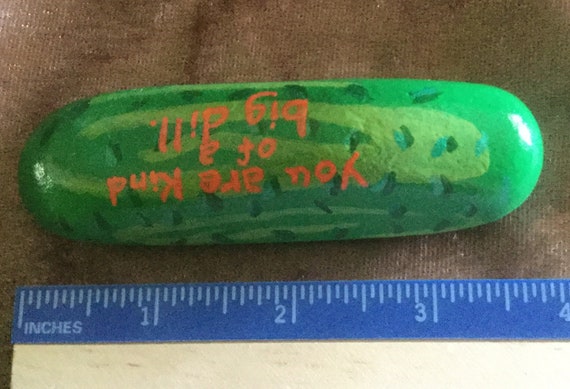 you are kind
of a
big dill.
INCHES
1 2 3 4